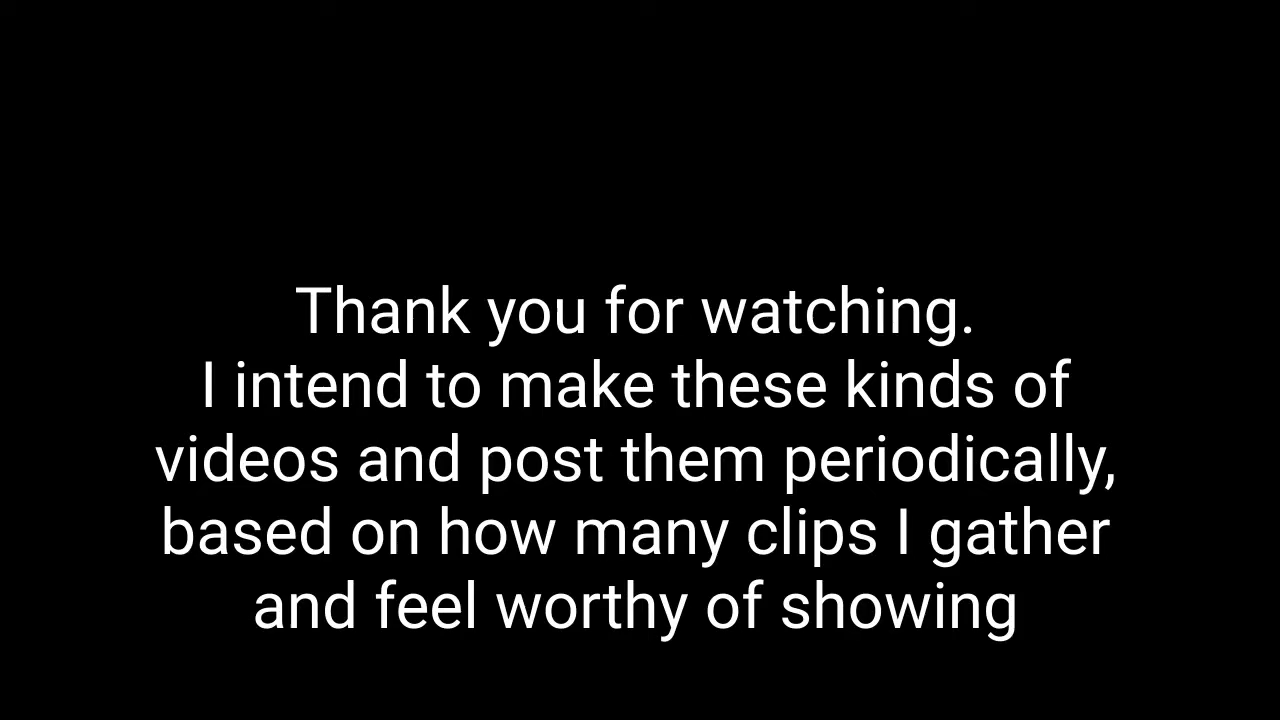 Thank you for watching.
I intend to make these kinds of
videos and post them periodically,
based on how many clips I gather
and feel worthy of showing